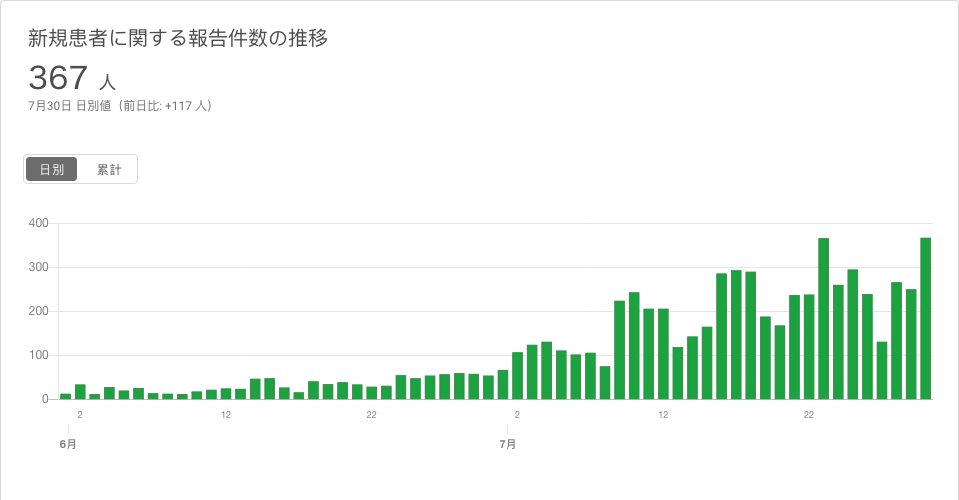 新規患者に関する報告件数の推移
367 人
7月30日 日別値（前日比: +117 人）
日別 累計
400
300
200
100
0
2 12 22 2 12 22
6月 7月